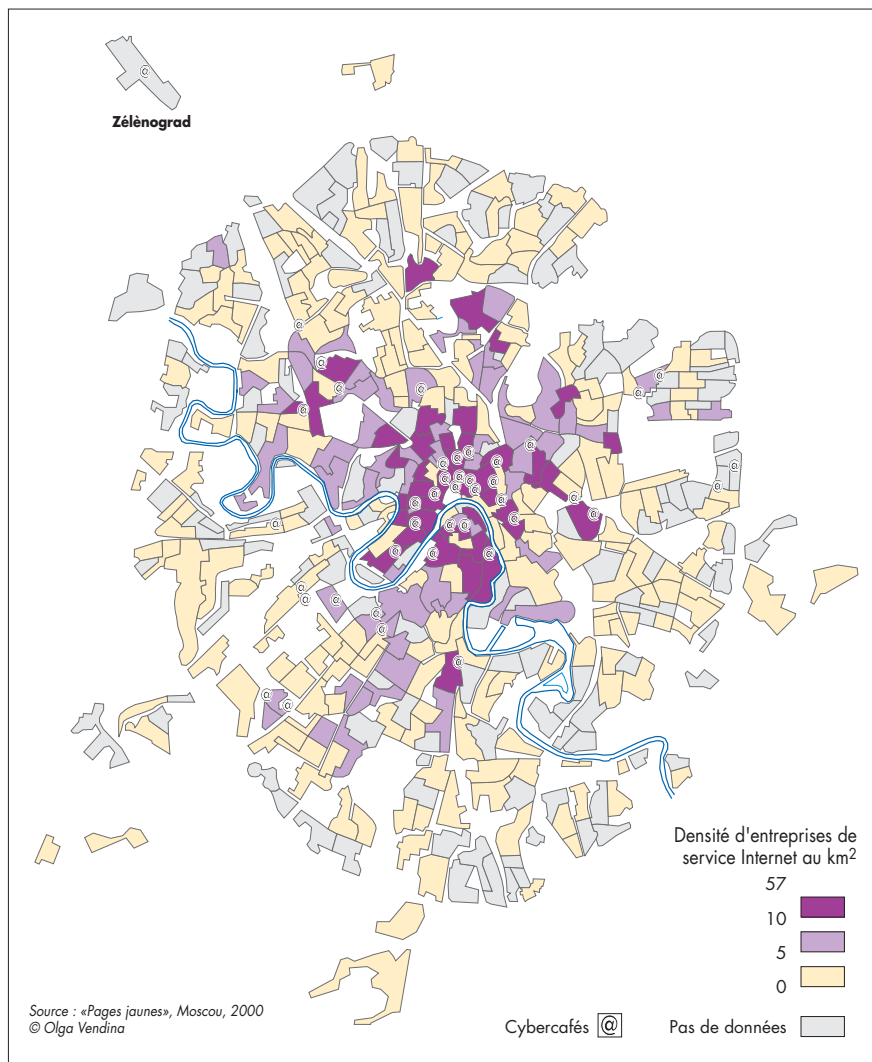 Zélènograd
Densité d'entreprises de
service Internet au km²
57
10
5
0
Source : «Pages jaunes», Moscou, 2000
© Olga Vendina
Cybercafés @
Pas de données